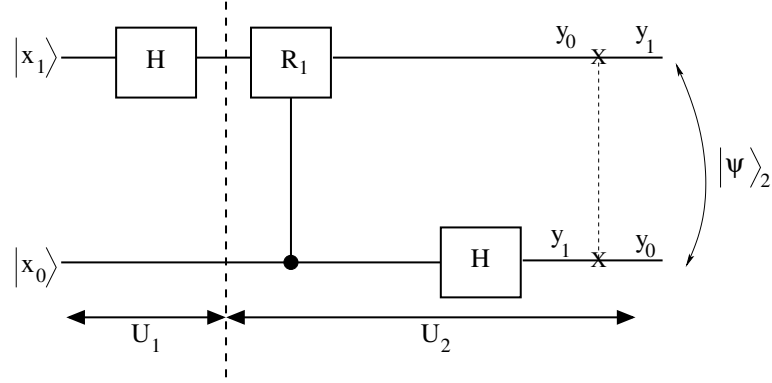 y₀ y₁
|x₁⟩ H R₁ X
|ψ⟩₂
y₁ y₀
|x₀⟩ H X
U₁ U₂